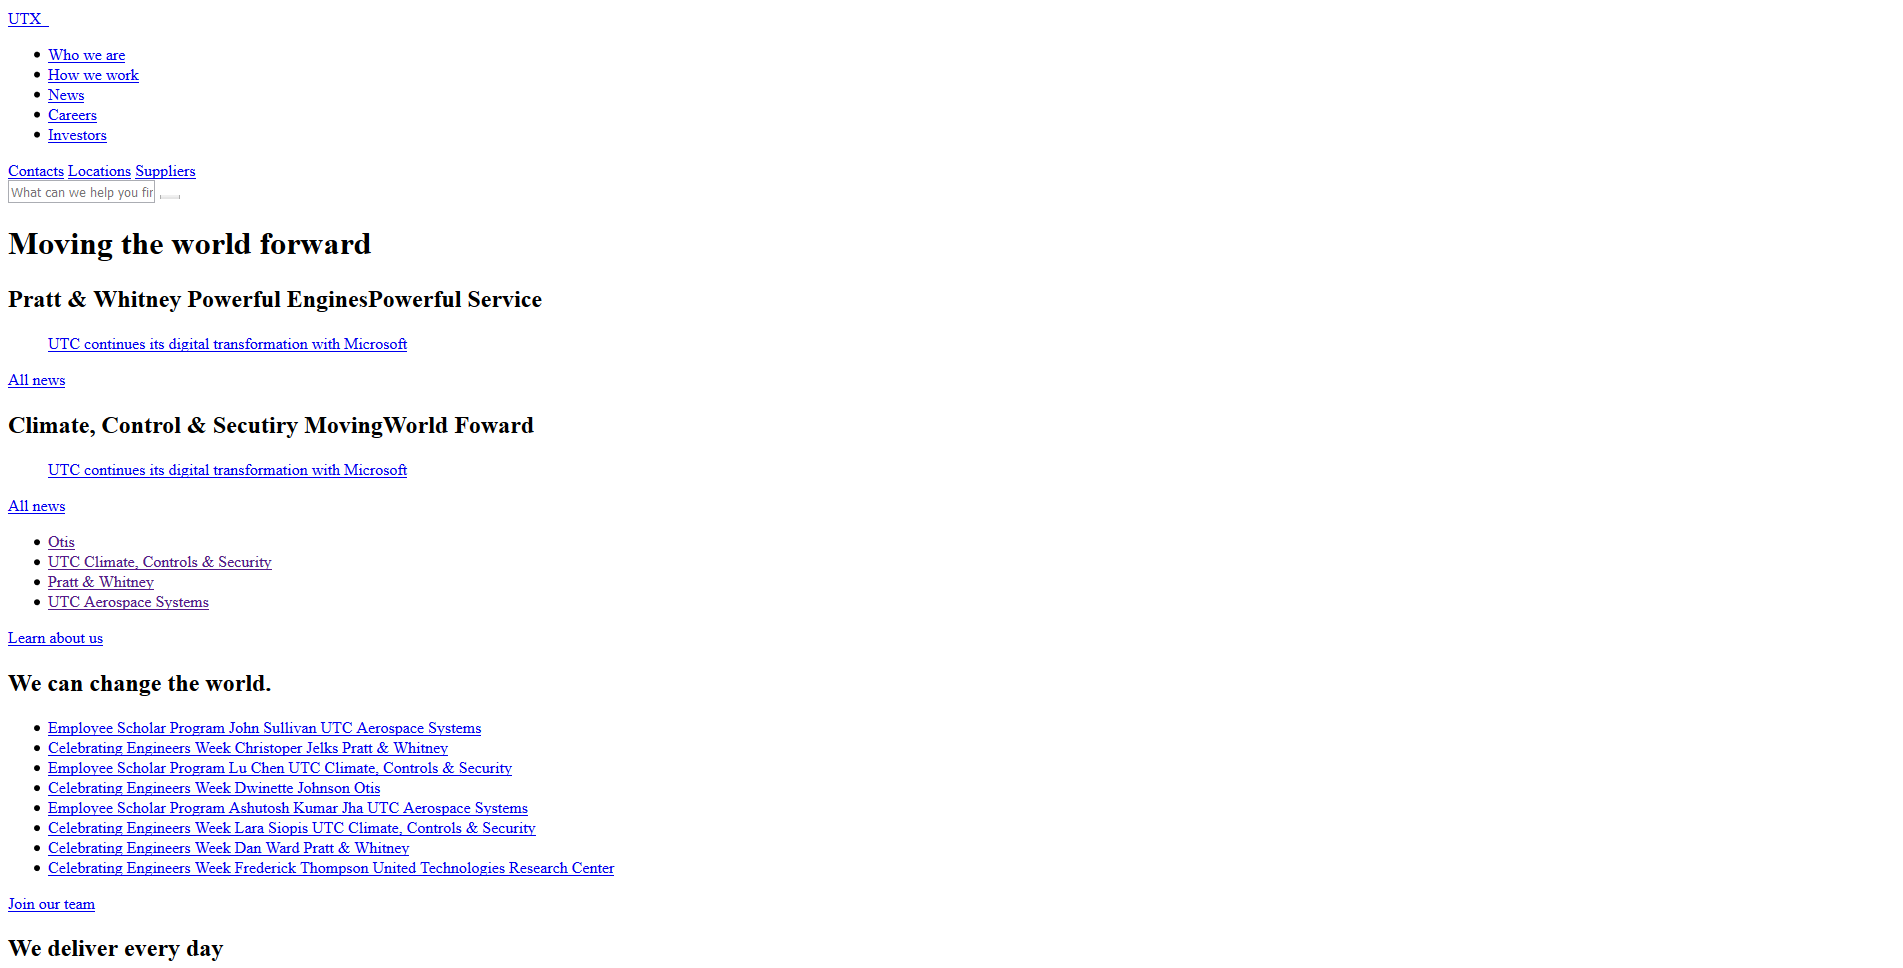 UTX
Who we are
How we work
News
Careers
Investors
Contacts Locations Suppliers
What can we help you fir
Moving the world forward
Pratt & Whitney Powerful EnginesPowerful Service
UTC continues its digital transformation with Microsoft
All news
Climate, Control & Secutiry MovingWorld Foward
UTC continues its digital transformation with Microsoft
All news
Otis
UTC Climate, Controls & Security
Pratt & Whitney
UTC Aerospace Systems
Learn about us
We can change the world.
Employee Scholar Program John Sullivan UTC Aerospace Systems
Celebrating Engineers Week Christoper Jelks Pratt & Whitney
Employee Scholar Program Lu Chen UTC Climate, Controls & Security
Celebrating Engineers Week Dwinette Johnson Otis
Employee Scholar Program Ashutosh Kumar Jha UTC Aerospace Systems
Celebrating Engineers Week Lara Siopis UTC Climate, Controls & Security
Celebrating Engineers Week Dan Ward Pratt & Whitney
Celebrating Engineers Week Frederick Thompson United Technologies Research Center
Join our team
We deliver every day